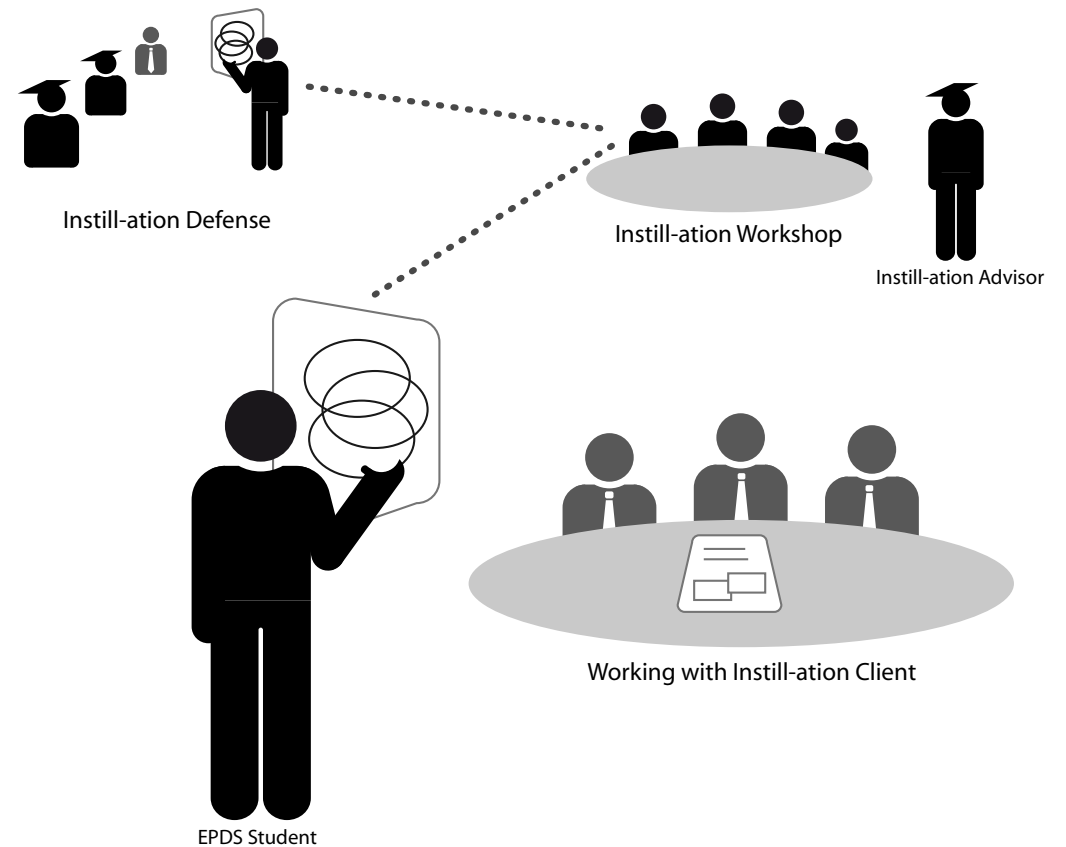 Instill-ation Defense
Instill-ation Workshop
Instill-ation Advisor
Working with Instill-ation Client
EPDS Student